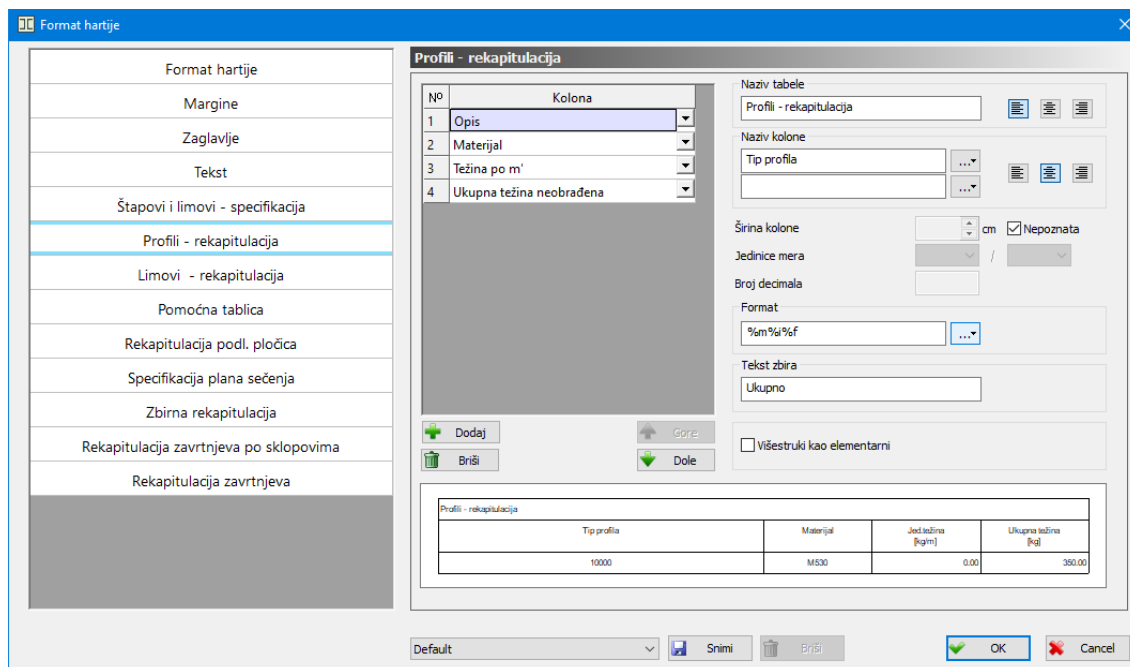 Format hartije
Format hartije
Margine
Zaglavlje
Tekst
Štapovi i limovi - specifikacija
Profili - rekapitulacija
Limovi - rekapitulacija
Pomoćna tablica
Rekapitulacija podl. pločica
Specifikacija plana sečenja
Zbirna rekapitulacija
Rekapitulacija zavrtnjeva po sklopovima
Rekapitulacija zavrtnjeva
Profili - rekapitulacija
Nº Kolona
1 Opis
2 Materijal
3 Težina po m'
4 Ukupna težina neobrađena
Dodaj
Gore
Briši
Dole
Naziv tabele
Profili - rekapitulacija
Naziv kolone
Tip profila
...
...
Širina kolone cm Nepoznata
Jedinice mera /
Broj decimala
Format
%m%i%f
...
Tekst zbira
Ukupno
Višestruki kao elementarni
Profili - rekapitulacija
Tip profila Materijal Jed.težina Ukupna težina
[kg/m] [kg]
10000 M530 0.00 350.00
Default Snimi Briši OK Cancel